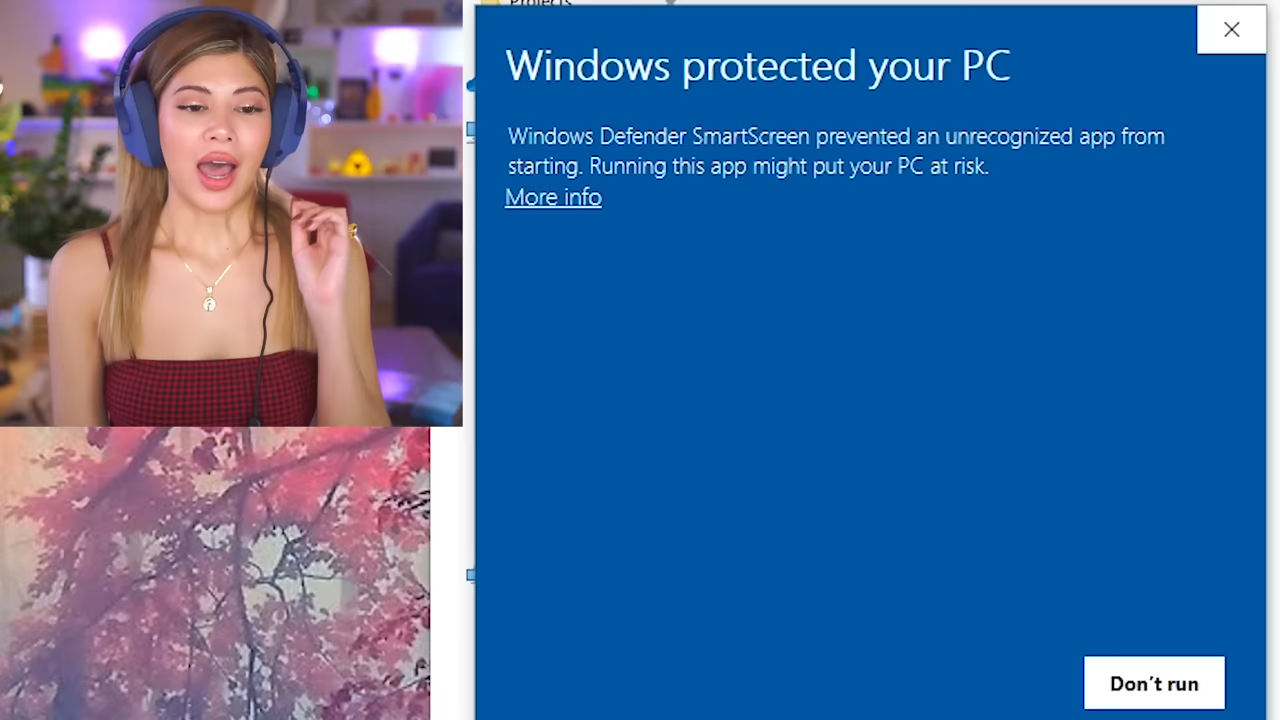 Projects
Windows protected your PC
Windows Defender SmartScreen prevented an unrecognized app from
starting. Running this app might put your PC at risk.
More info
Don't run